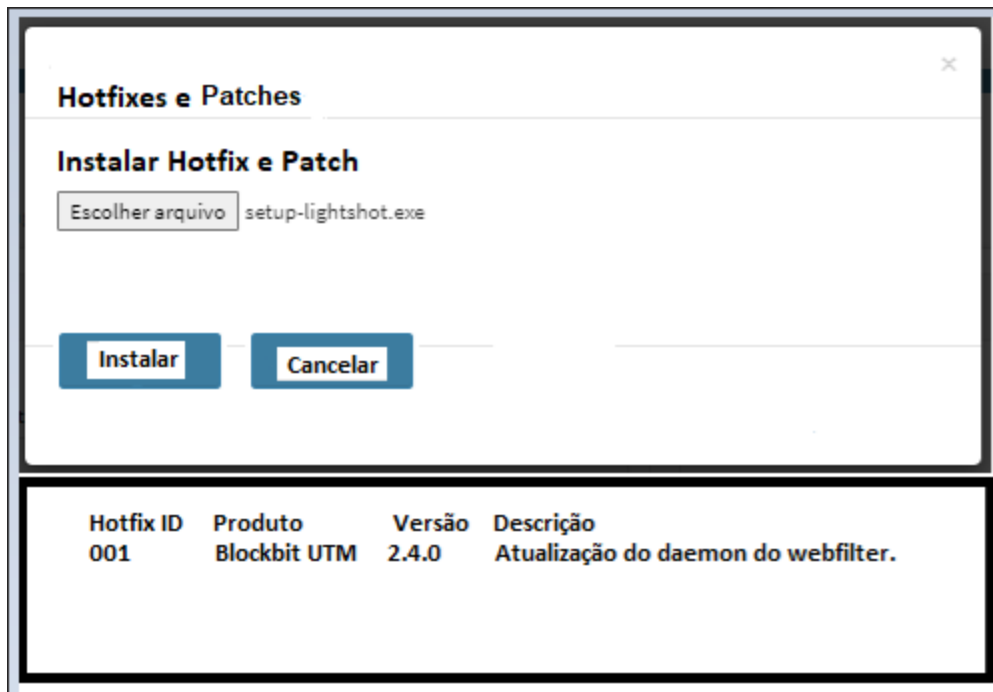 ×
Hotfixes e Patches
Instalar Hotfix e Patch
Escolher arquivo setup-lightshot.exe
Instalar Cancelar
Hotfix ID Produto Versão Descrição
001 Blockbit UTM 2.4.0 Atualização do daemon do webfilter.